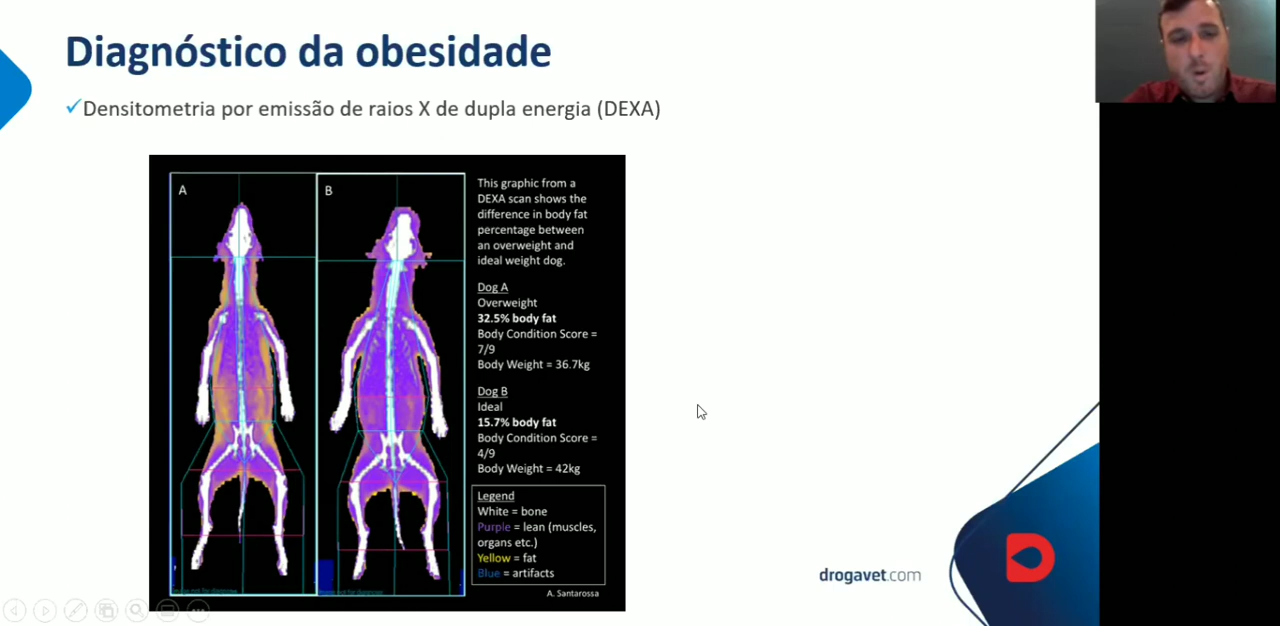 Diagnóstico da obesidade
✓Densitometria por emissão de raios X de dupla energia (DEXA)
A
B
This graphic from a
DEXA scan shows the
difference in body fat
percentage between
an overweight and
ideal weight dog.
Dog A
Overweight
32.5% body fat
Body Condition Score =
7/9
Body Weight = 36.7kg
Dog B
Ideal
15.7% body fat
Body Condition Score =
4/9
Body Weight = 42kg
Legend
White = bone
Purple = lean (muscles,
organs etc.)
Yellow = fat
Blue = artifacts
A. Santarossa
drogavet.com